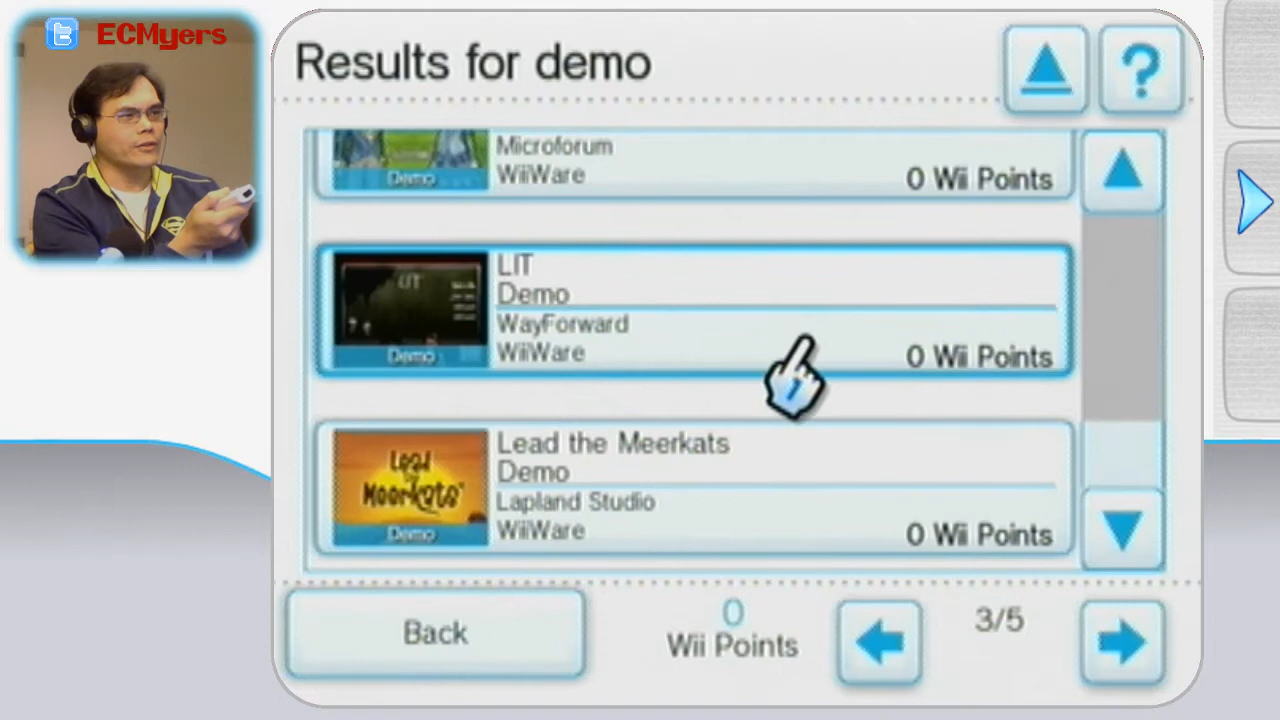 ECMyers
Results for demo
?
Microforum
WiiWare
Demo
0 Wii Points
LIT
Demo
WayForward
WiiWare
LIT
Demo
0 Wii Points
1
Lead the Meerkats
Demo
Lapland Studio
WiiWare
Lead
the
Meerkats
Demo
0 Wii Points
Back
0
Wii Points
3/5